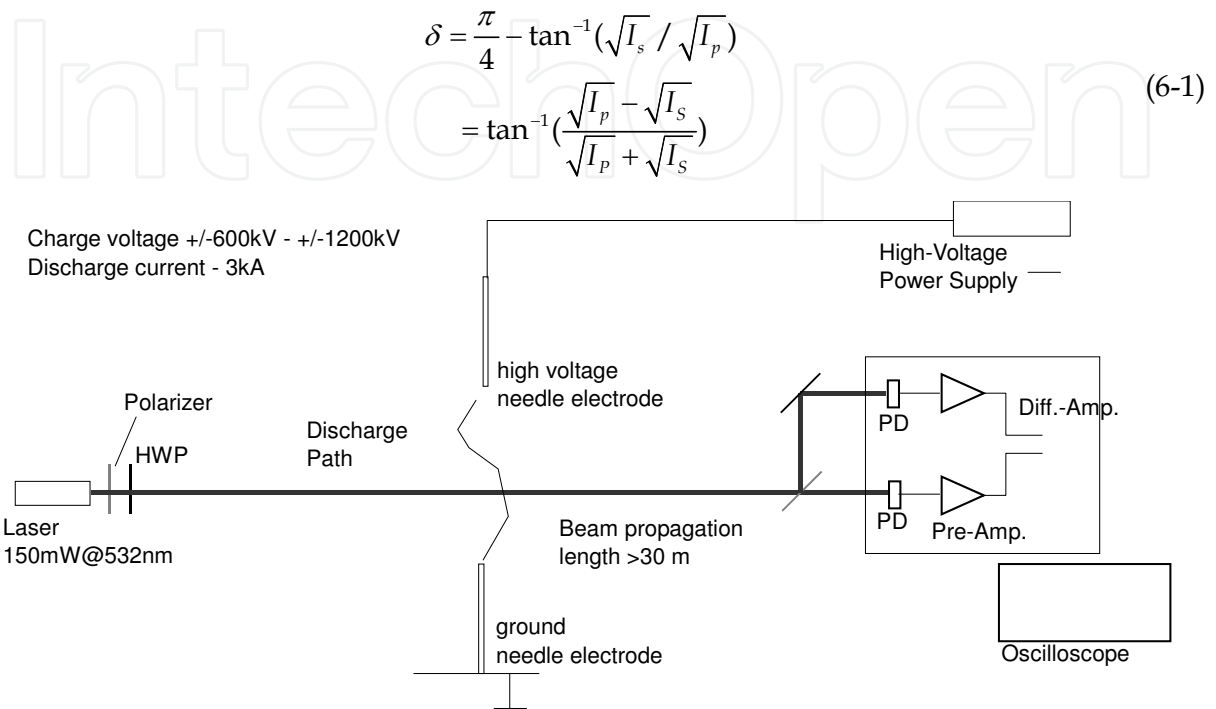 IntechOpen
δ = π/4 − tan⁻¹(√I_s / √I_p)
= tan⁻¹((√I_p − √I_S) / (√I_P + √I_S))
(6-1)
Charge voltage +/-600kV - +/-1200kV
Discharge current - 3kA
High-Voltage
Power Supply
high voltage
needle electrode
Polarizer
HWP
Discharge
Path
PD
Diff.-Amp.
Laser
150mW@532nm
Beam propagation
length >30 m
PD
Pre-Amp.
ground
needle electrode
Oscilloscope